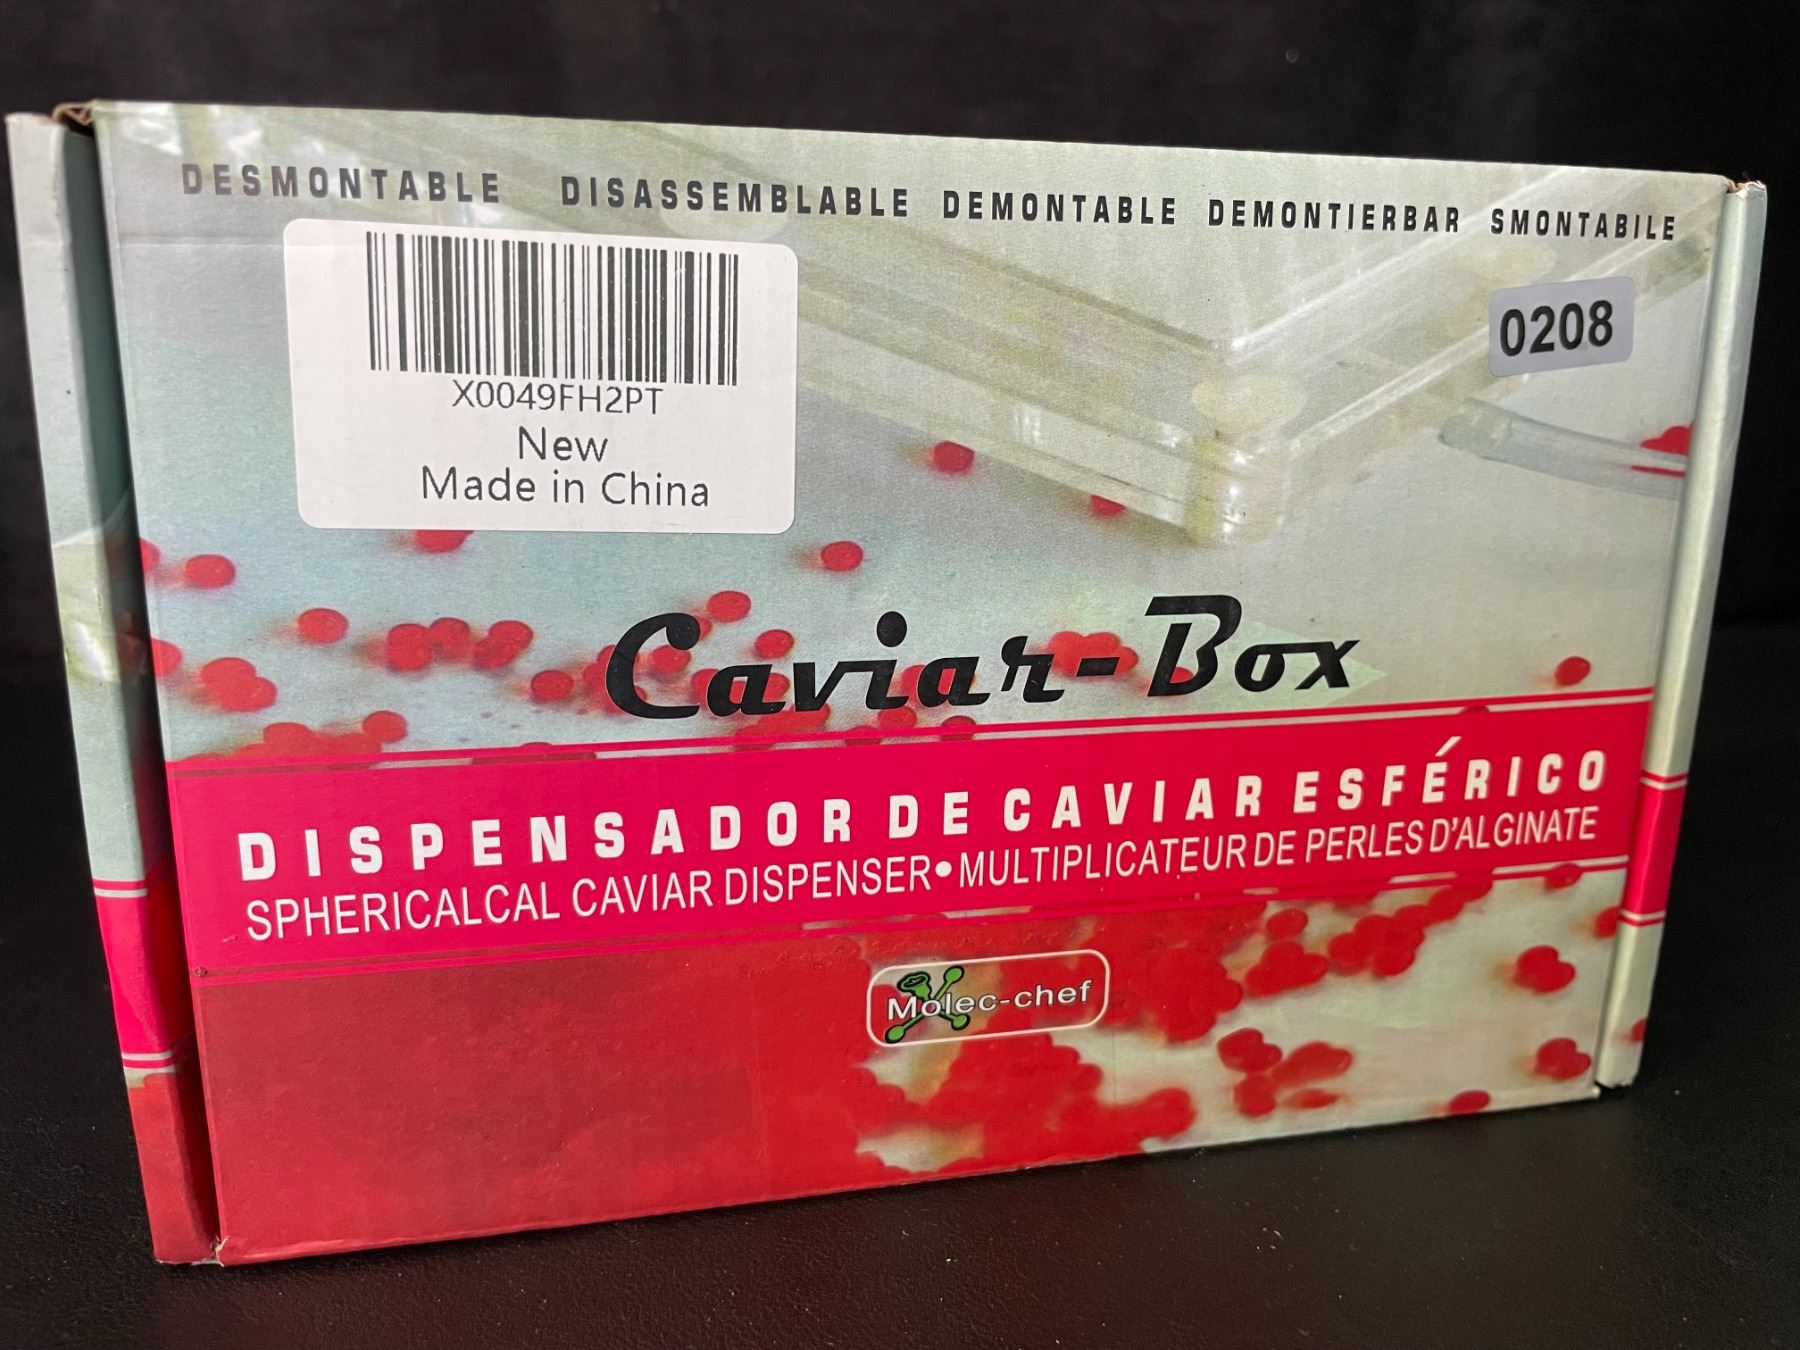 DESMONTABLE DISASSEMBLABLE DEMONTABLE DEMONTIERBAR SMONTABILE
X0049FH2PT
New
Made in China
0208
Caviar-Box
DISPENSADOR DE CAVIAR ESFÉRICO
SPHERICALCAL CAVIAR DISPENSER•MULTIPLICATEUR DE PERLES D'ALGINATE
Molec-chef